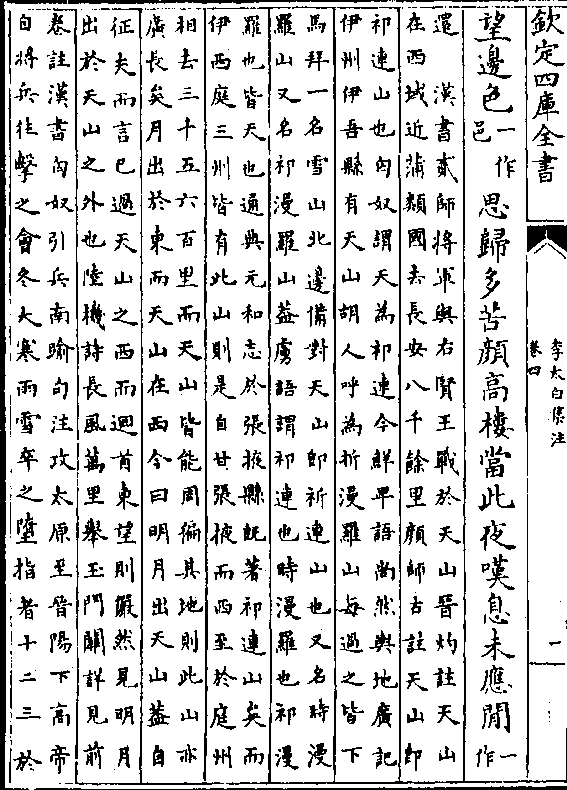 欽定四庫全書
李太白集注
卷四
一
望邊色一作邑思歸多苦顏高樓當此夜嘆息未應閒一作
還　漢書貳師將軍與右賢王戰於天山晉灼註天山
在西域近蒲類國去長安八千餘里顏師古註天山即
祁連山也匈奴謂天為祁連今鮮卑語尚然輿地廣記
伊州伊吾縣有天山胡人呼為折漫羅山每過之皆下
馬拜一名雪山北邊備對天山即祈連山也又名時漫
羅山又名祁漫羅山葢虜語謂祁連也時漫羅也祁漫
羅也皆天也通典元和志於張掖縣既著祁連山矣而
伊西庭三州皆有此山則是自甘張掖而西至於庭州
相去三十五六百里而天山皆能周徧其地則此山亦
廣長矣月出於東而天山在西今曰明月出天山葢自
征夫而言已過天山之西而迴首東望則儼然見明月
出於天山之外也陸機詩長風萬里舉玉門關詳見前
卷註漢書匈奴引兵南踰句注攻太原至晉陽下高帝
自將兵往擊之會冬大寒雨雪卒之墮指者十二三於